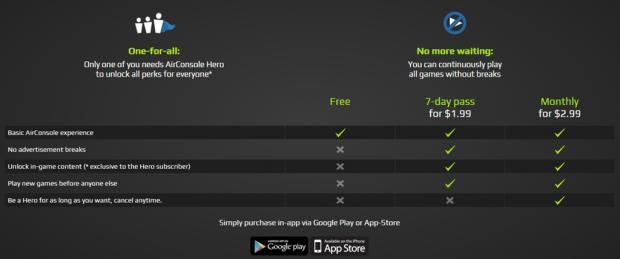 One-for-all:
Only one of you needs AirConsole Hero
to unlock all perks for everyone*
No more waiting:
You can continuously play
all games without breaks
Free
7-day pass
for $1.99
Monthly
for $2.99
Basic AirConsole experience
No advertisement breaks
Unlock in-game content (* exclusive to the Hero subscriber)
Play new games before anyone else
Be a Hero for as long as you want, cancel anytime.
Simply purchase in-app via Google Play or App-Store
ANDROID APP ON
Google play
Available on the iPhone
App Store